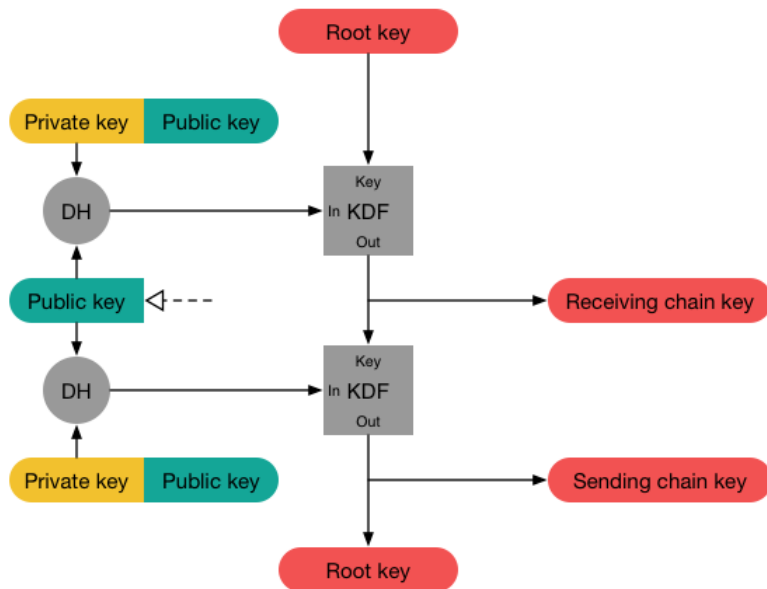 Root key
Private key Public key
Key
DH
In KDF
Out
Public key
Receiving chain key
Key
DH
In KDF
Out
Private key Public key
Sending chain key
Root key